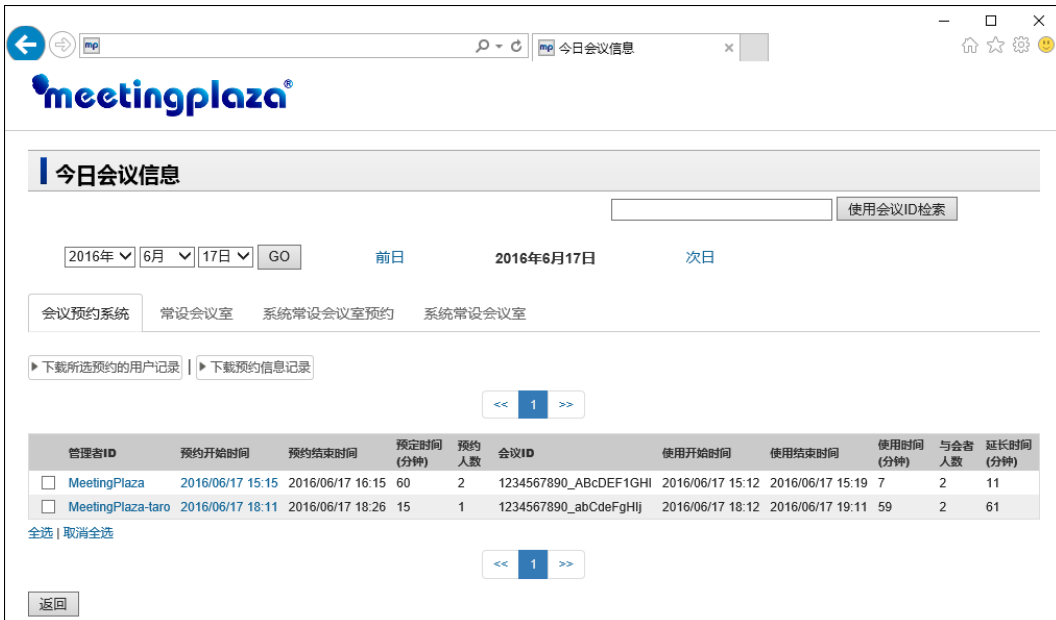 mp
mp 今日会议信息
meetingplaza®
今日会议信息
使用会议ID检索
2016年 6月 17日 GO 前日 2016年6月17日 次日
会议预约系统 常设会议室 系统常设会议室预约 系统常设会议室
下载所选预约的用户记录 | 下载预约信息记录
<< 1 >>
管理者ID 预约开始时间 预约结束时间 预定时间(分钟) 预约人数 会议ID 使用开始时间 使用结束时间 使用时间(分钟) 与会者人数 延长时间(分钟)
MeetingPlaza 2016/06/17 15:15 2016/06/17 16:15 60 2 1234567890_ABcDEF1GHI 2016/06/17 15:12 2016/06/17 15:19 7 2 11
MeetingPlaza-taro 2016/06/17 18:11 2016/06/17 18:26 15 1 1234567890_abCdeFgHIj 2016/06/17 18:12 2016/06/17 19:11 59 2 61
全选 | 取消全选
<< 1 >>
返回